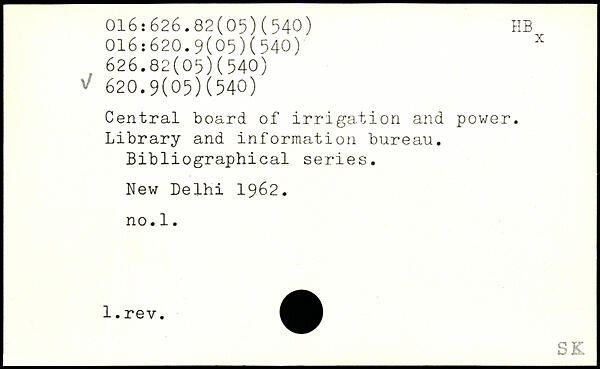 016:626.82(05)(540) HB
x
016:620.9(05)(540)
626.82(05)(540)
√ 620.9(05)(540)
Central board of irrigation and power.
Library and information bureau.
Bibliographical series.
New Delhi 1962.
no.1.
1.rev.
SK